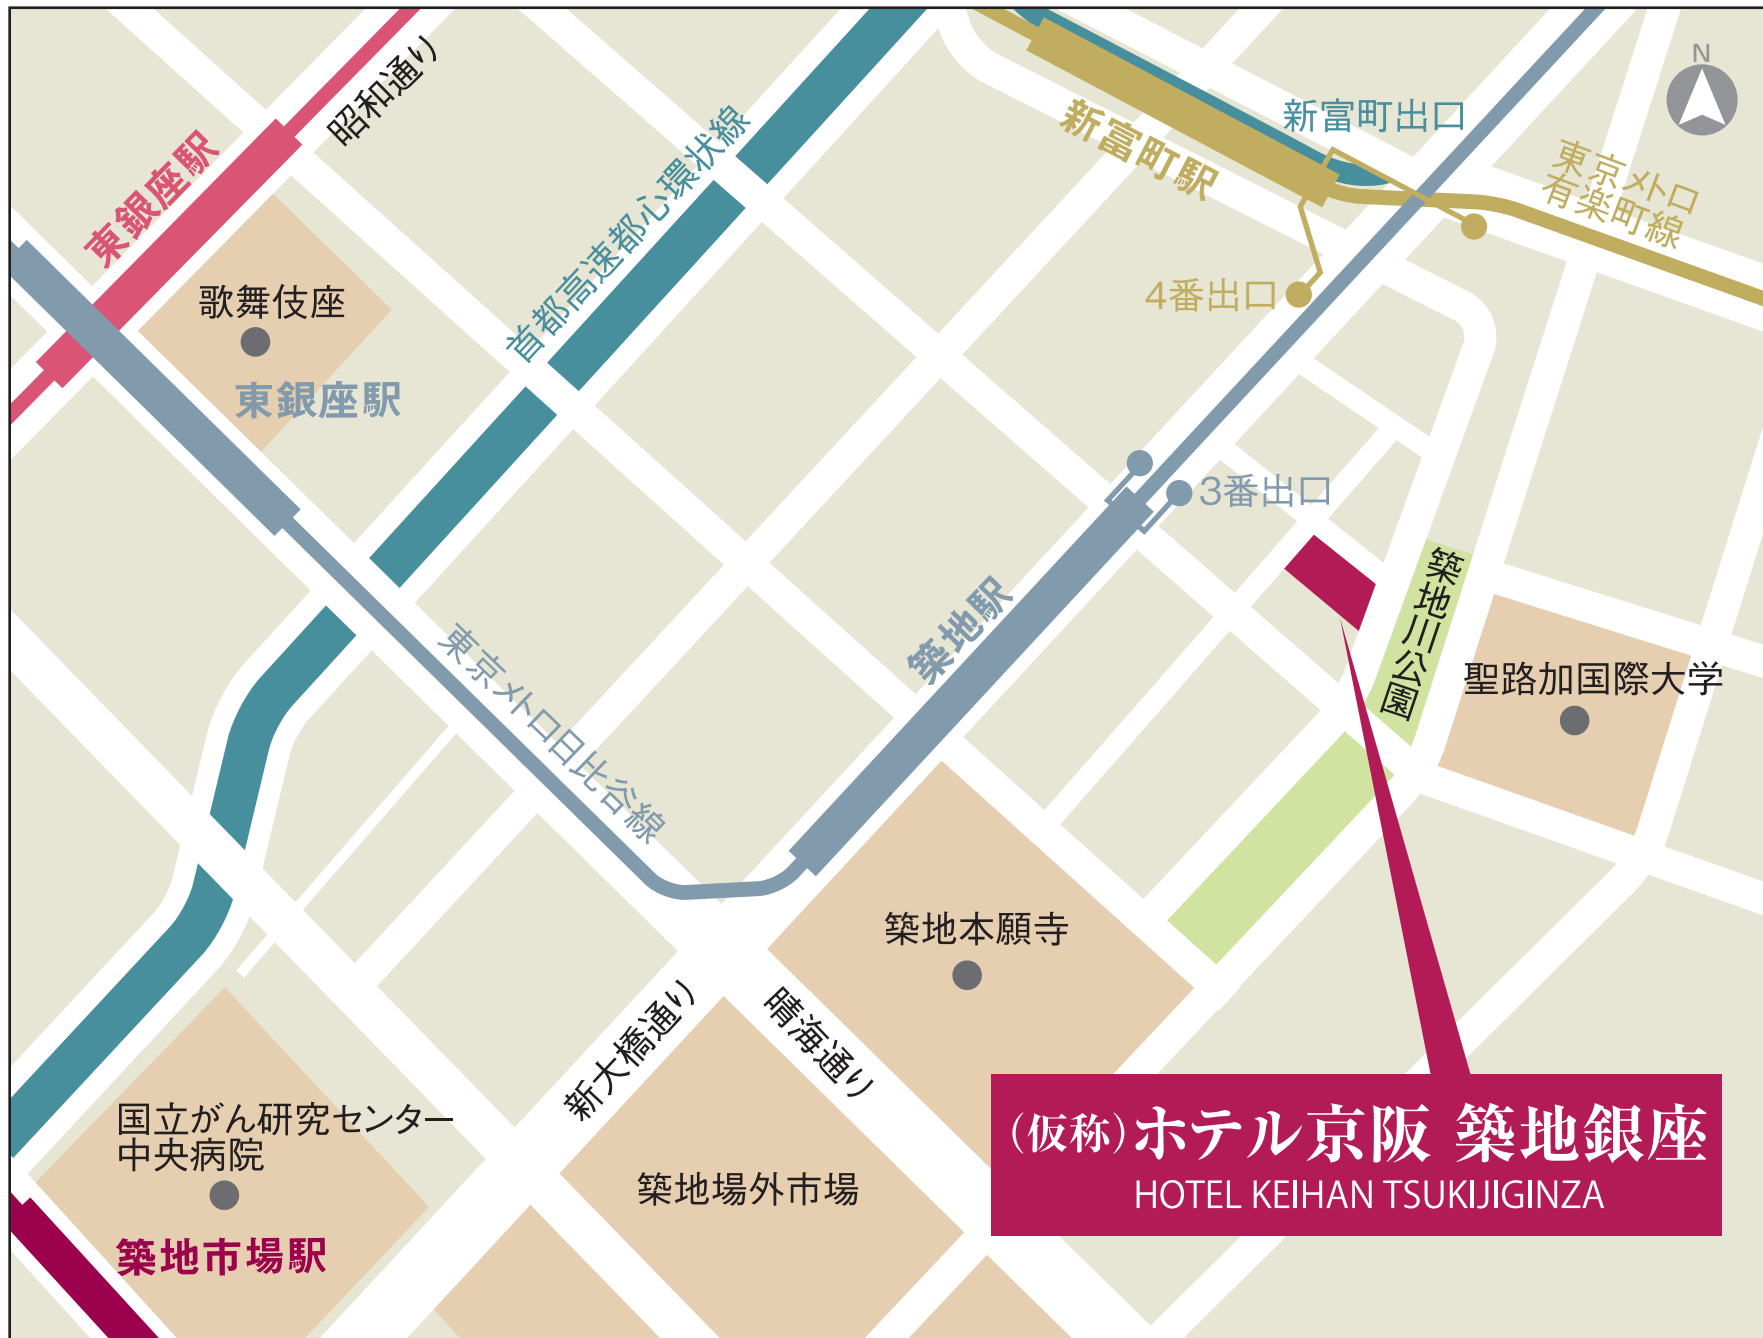 昭和通り
N
新富町出口
新富町駅
東京メトロ
有楽町線
東銀座駅
首都高速都心環状線
歌舞伎座
4番出口
東銀座駅
3番出口
築地川公園
築地駅
聖路加国際大学
東京メトロ日比谷線
築地本願寺
新大橋通り
晴海通り
国立がん研究センター
中央病院
築地場外市場
築地市場駅
(仮称)ホテル京阪 築地銀座
HOTEL KEIHAN TSUKIJIGINZA